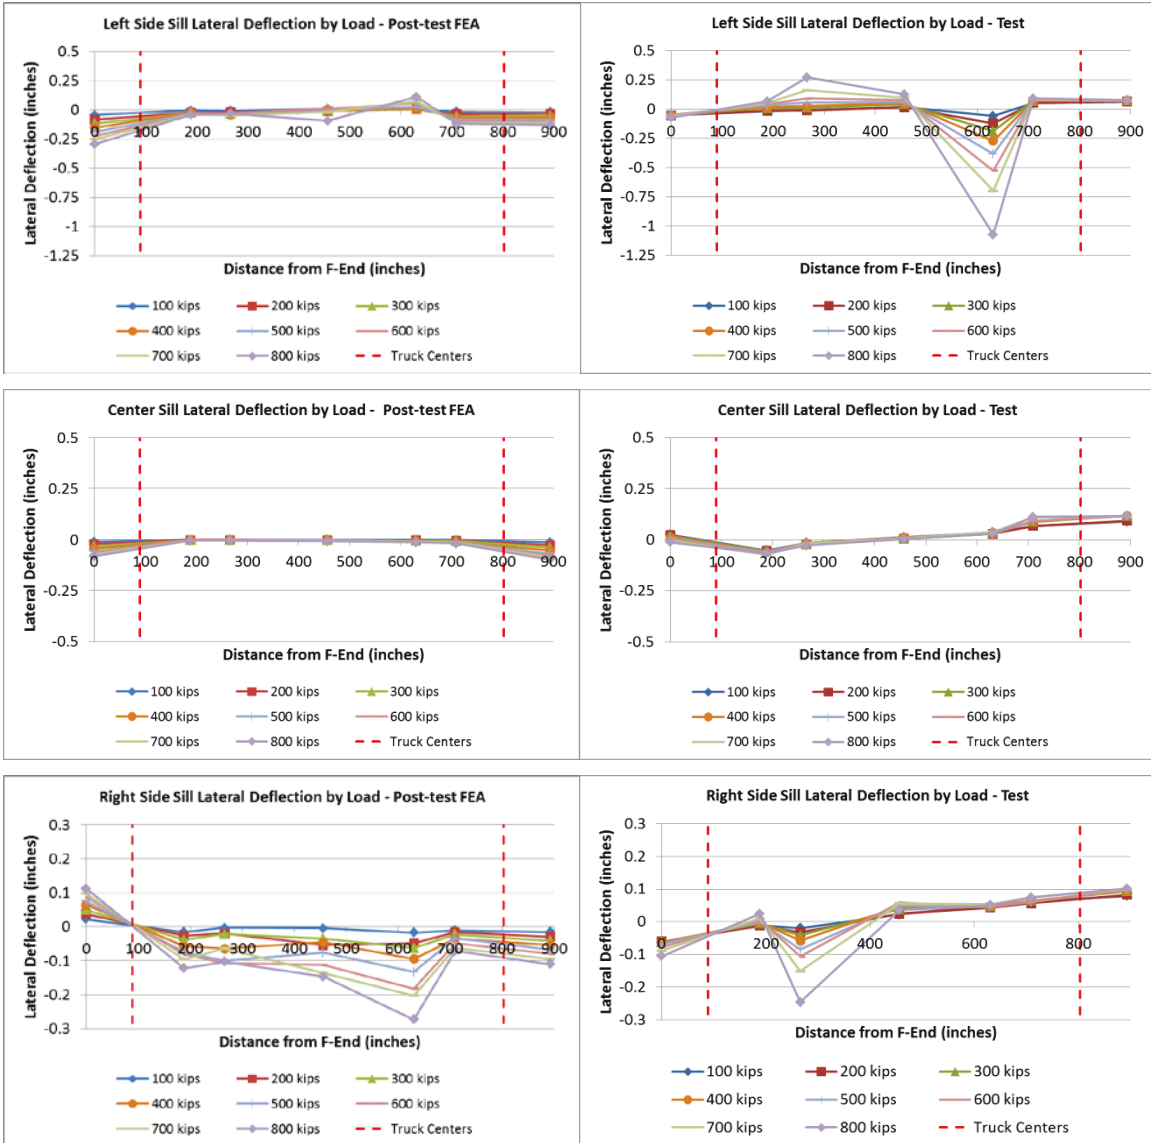 Left Side Sill Lateral Deflection by Load - Post-test FEA
Lateral Deflection (inches)
0.5
0.25
0
-0.25
-0.5
-0.75
-1
-1.25
0 100 200 300 400 500 600 700 800 900
Distance from F-End (inches)
100 kips 200 kips 300 kips
400 kips 500 kips 600 kips
700 kips 800 kips Truck Centers
Left Side Sill Lateral Deflection by Load - Test
Lateral Deflection (inches)
0.5
0.25
0
-0.25
-0.5
-0.75
-1
-1.25
0 100 200 300 400 500 600 700 800 900
Distance from F-End (inches)
100 kips 200 kips 300 kips
400 kips 500 kips 600 kips
700 kips 800 kips Truck Centers
Center Sill Lateral Deflection by Load - Post-test FEA
Lateral Deflection (inches)
0.5
0.25
0
-0.25
-0.5
0 100 200 300 400 500 600 700 800 900
Distance from F-End (inches)
100 kips 200 kips 300 kips
400 kips 500 kips 600 kips
700 kips 800 kips Truck Centers
Center Sill Lateral Deflection by Load - Test
Lateral Deflection (inches)
0.5
0.25
0
-0.25
-0.5
0 100 200 300 400 500 600 700 800 900
Distance from F-End (inches)
100 kips 200 kips 300 kips
400 kips 500 kips 600 kips
700 kips 800 kips Truck Centers
Right Side Sill Lateral Deflection by Load - Post-test FEA
Lateral Deflection (inches)
0.3
0.2
0.1
0
-0.1
-0.2
-0.3
0 100 200 300 400 500 600 700 800 900
Distance from F-End (inches)
100 kips 200 kips 300 kips
400 kips 500 kips 600 kips
700 kips 800 kips Truck Centers
Right Side Sill Lateral Deflection by Load - Test
Lateral Deflection (inches)
0.3
0.2
0.1
0
-0.1
-0.2
-0.3
0 200 400 600 800
Distance from F-End (inches)
100 kips 200 kips 300 kips
400 kips 500 kips 600 kips
700 kips 800 kips Truck Centers